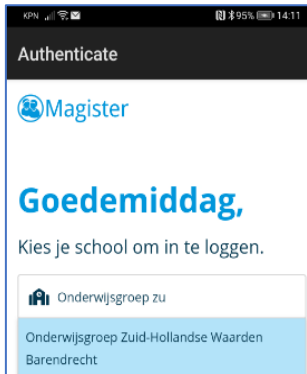 KPN 95% 14:11
Authenticate
Magister
Goedemiddag,
Kies je school om in te loggen.
Onderwijsgroep zu
Onderwijsgroep Zuid-Hollandse Waarden
Barendrecht